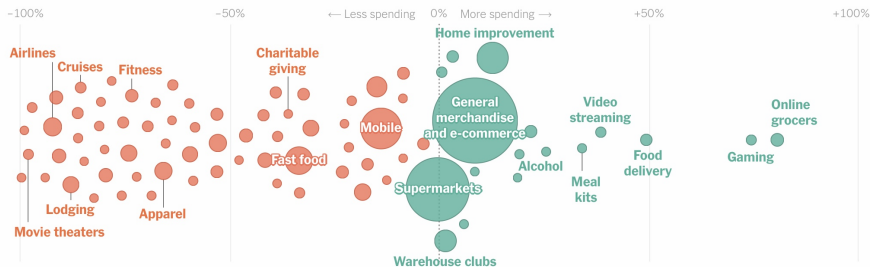 −100%
−50%
← Less spending
0%
More spending →
+50%
+100%
Home improvement
Airlines
Cruises
Fitness
Charitable
giving
General
merchandise
and e-commerce
Mobile
Video
streaming
Online
grocers
Fast food
Alcohol
Food
delivery
Gaming
Supermarkets
Meal
kits
Lodging
Apparel
Movie theaters
Warehouse clubs